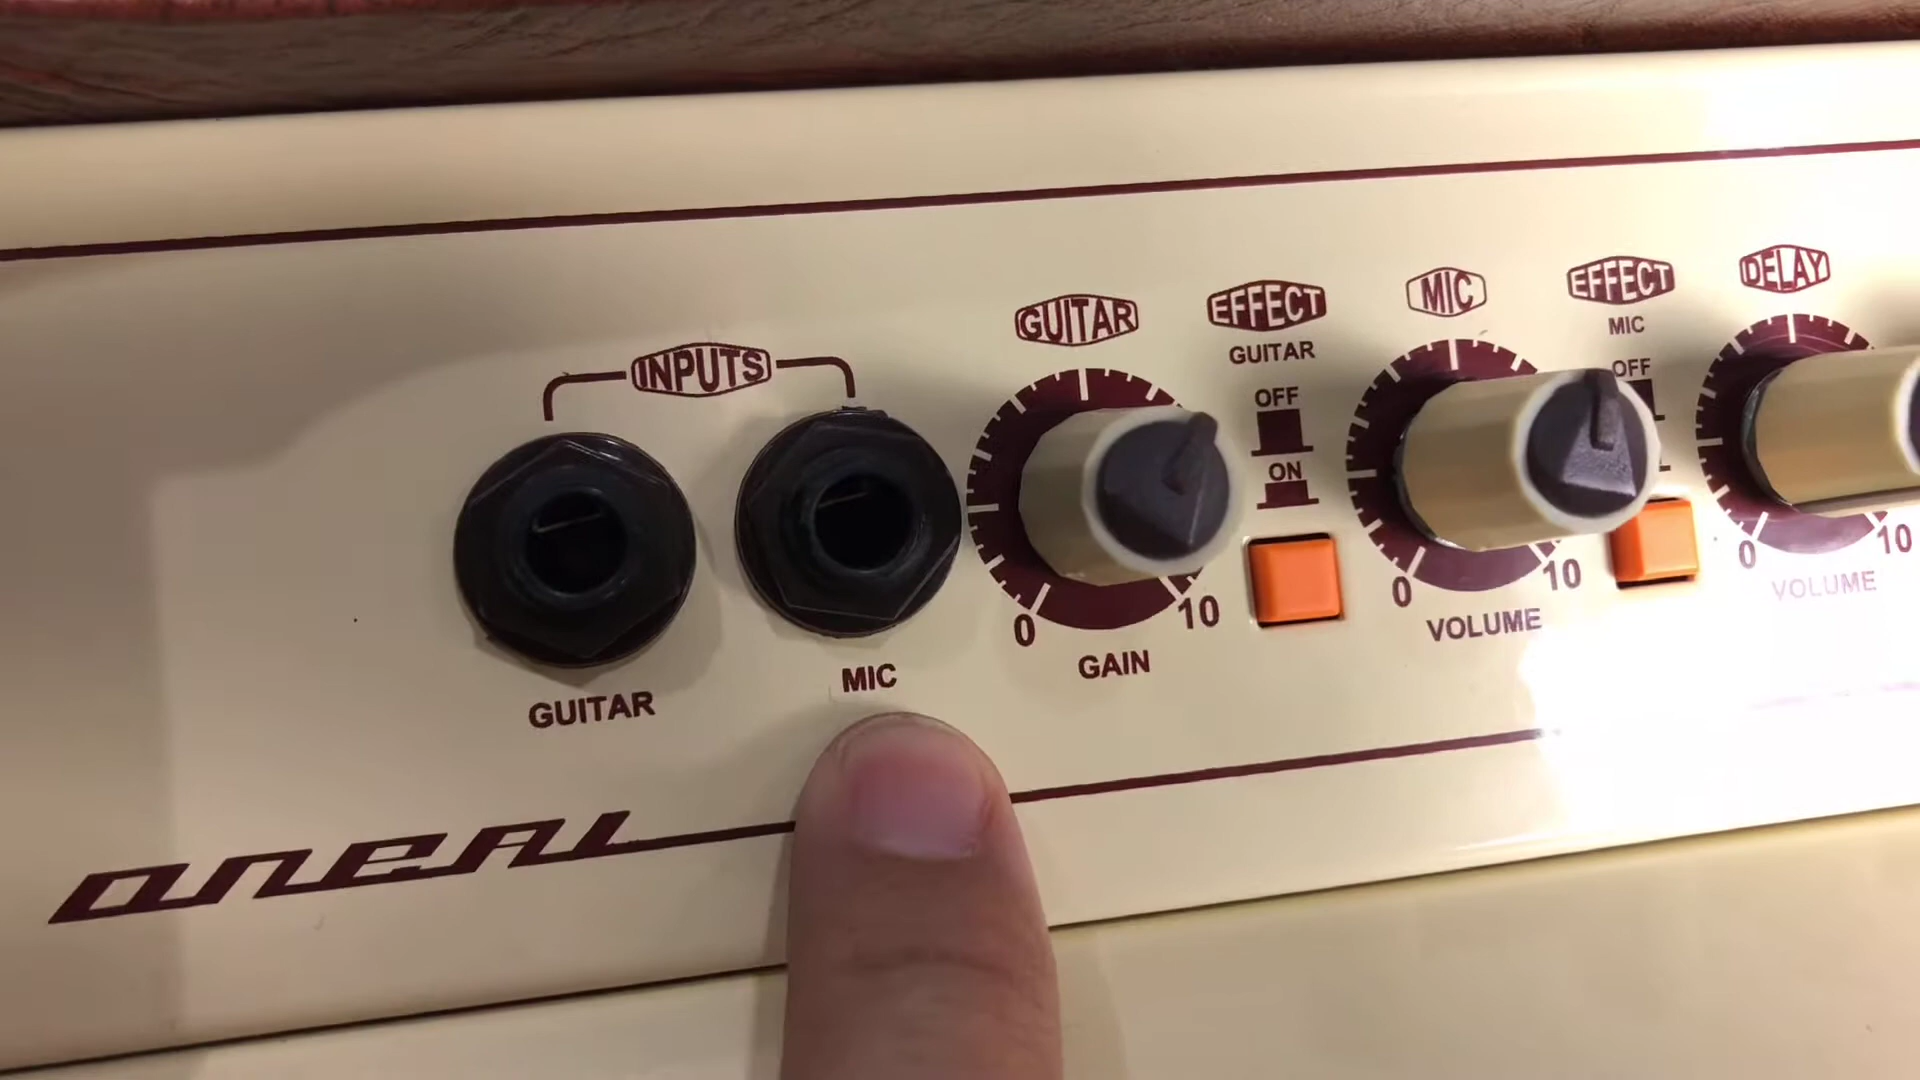 INPUTS
GUITAR
MIC
GUITAR
0
10
GAIN
EFFECT
GUITAR
OFF
ON
MIC
0
10
VOLUME
EFFECT
MIC
OFF
DELAY
0
10
VOLUME
oneal